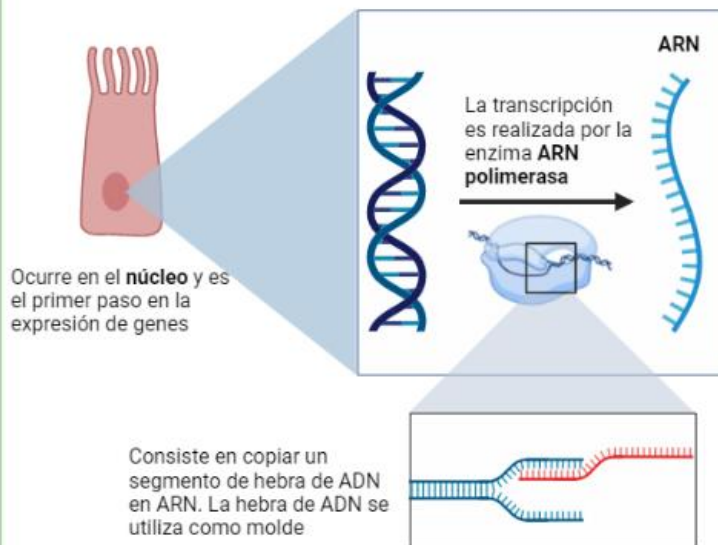 ARN
La transcripción
es realizada por la
enzima ARN
polimerasa
Ocurre en el núcleo y es
el primer paso en la
expresión de genes
Consiste en copiar un
segmento de hebra de ADN
en ARN. La hebra de ADN se
utiliza como molde